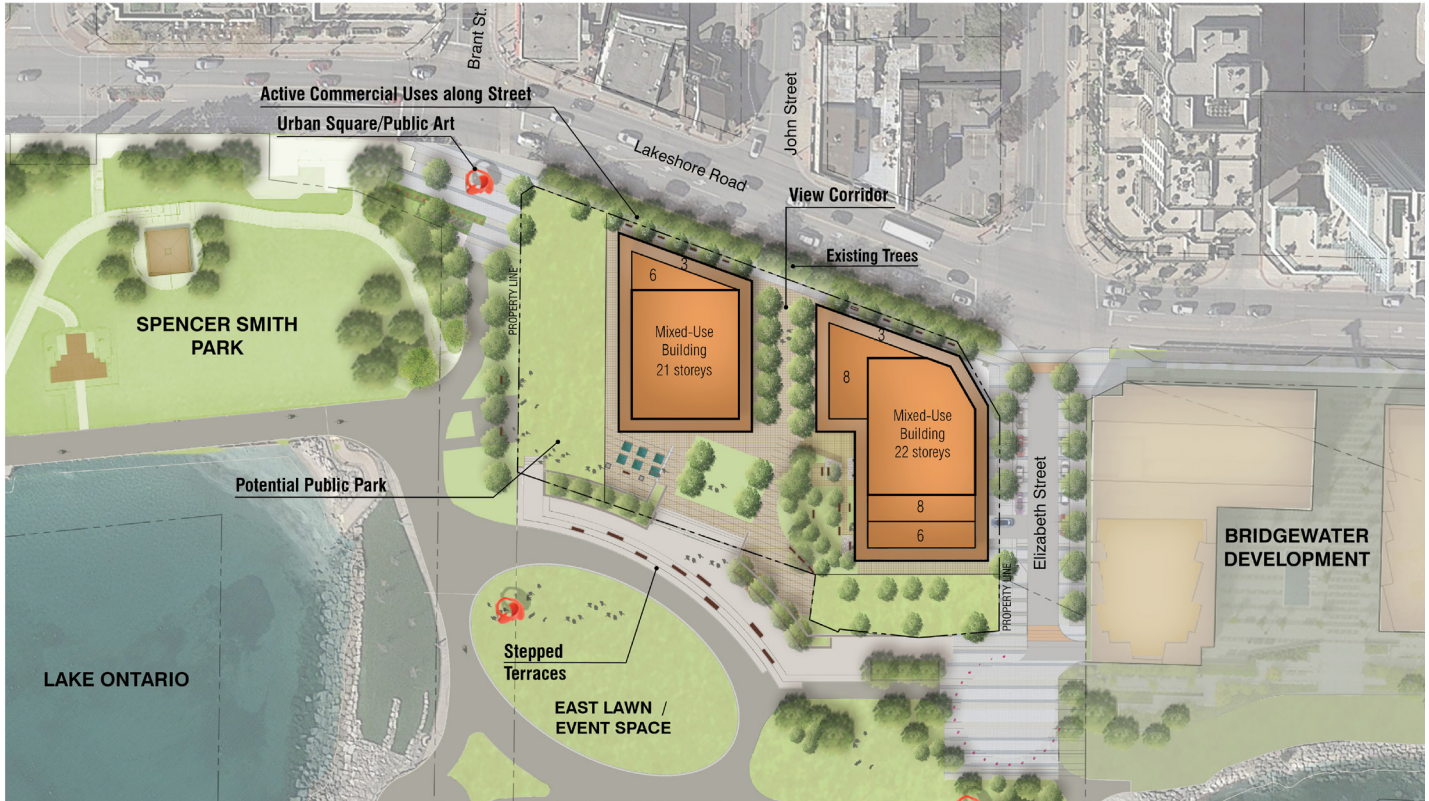 Brant St.
Active Commercial Uses along Street
Urban Square/Public Art
John Street
Lakeshore Road
View Corridor
Existing Trees
PROPERTY LINE
SPENCER SMITH
PARK
3
6
Mixed-Use
Building
21 storeys
3
8
Mixed-Use
Building
22 storeys
8
6
Potential Public Park
Elizabeth Street
BRIDGEWATER
DEVELOPMENT
PROPERTY LINE
LAKE ONTARIO
Stepped
Terraces
EAST LAWN /
EVENT SPACE